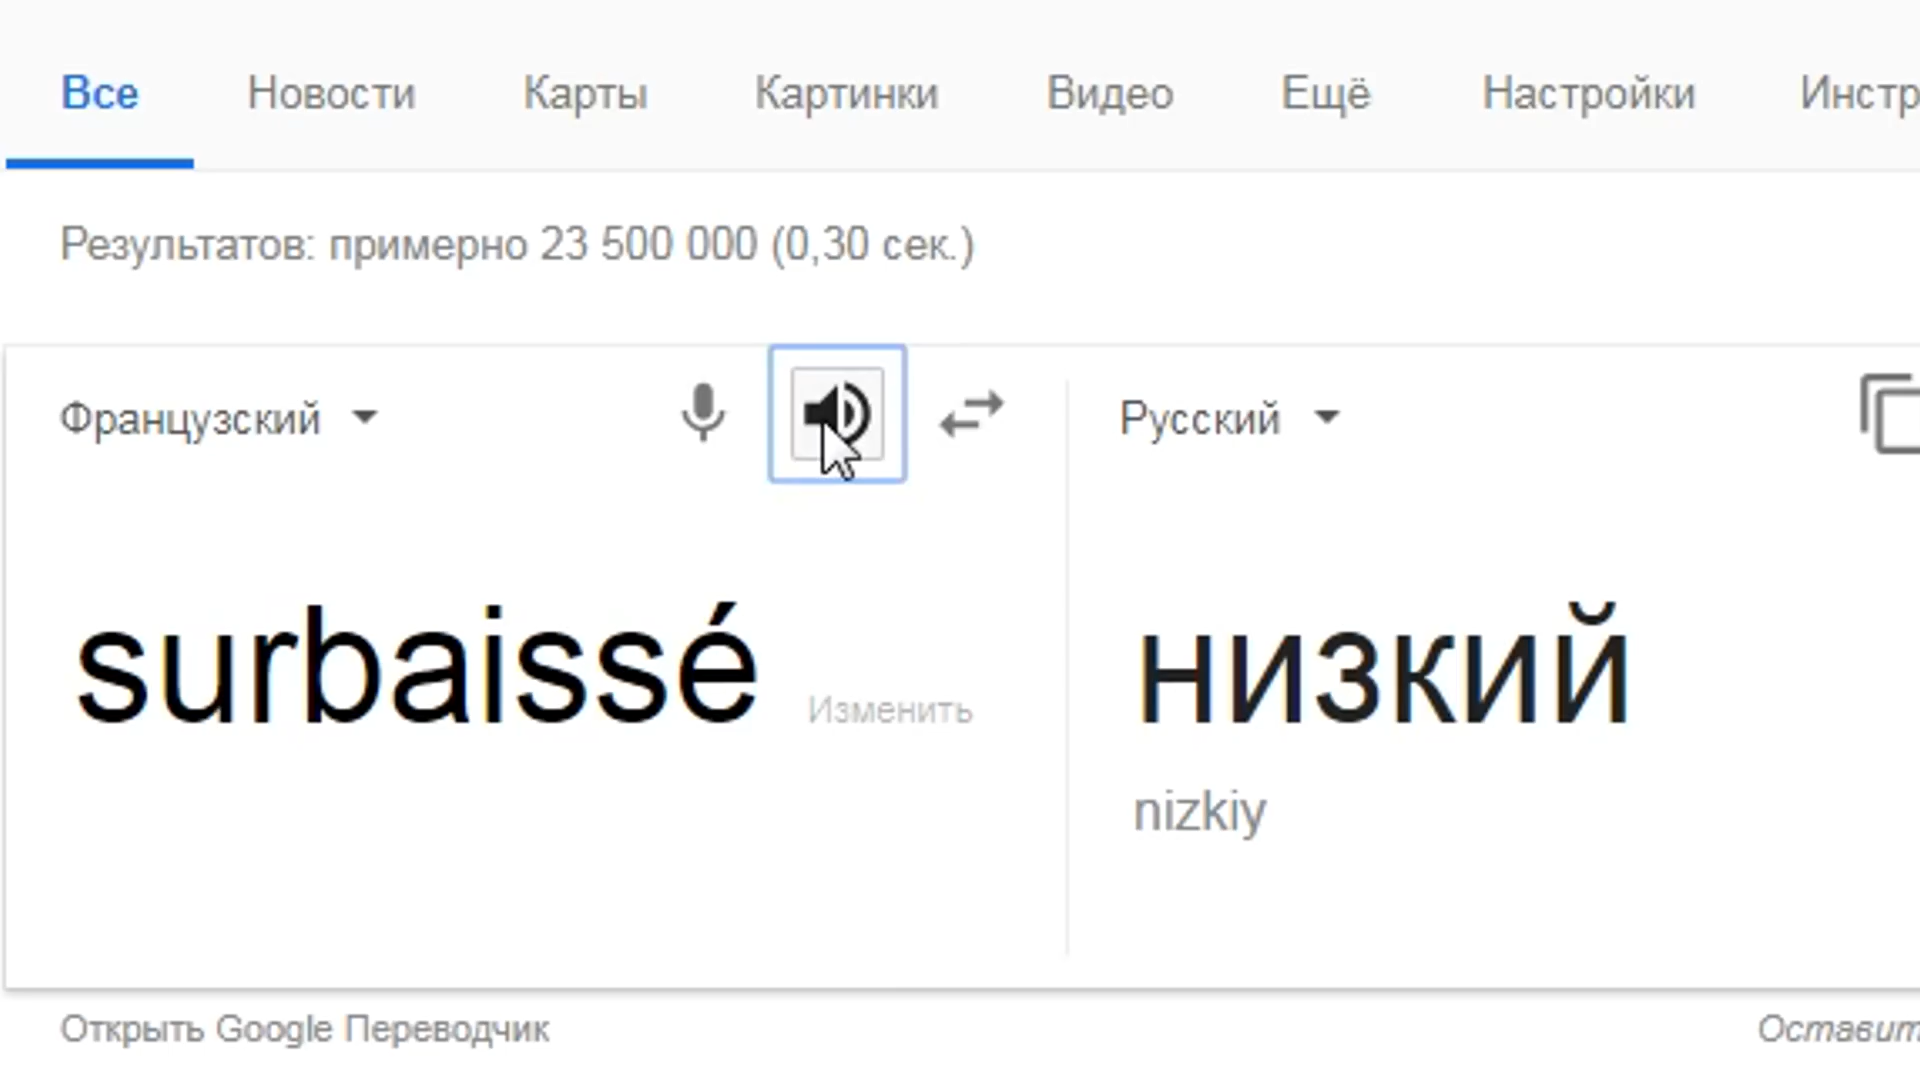 Все Новости Карты Картинки Видео Ещё Настройки
Результатов: примерно 23 500 000 (0,30 сек.)
Французский Русский
surbaissé Изменить низкий
nizkiy
Открыть Google Переводчик